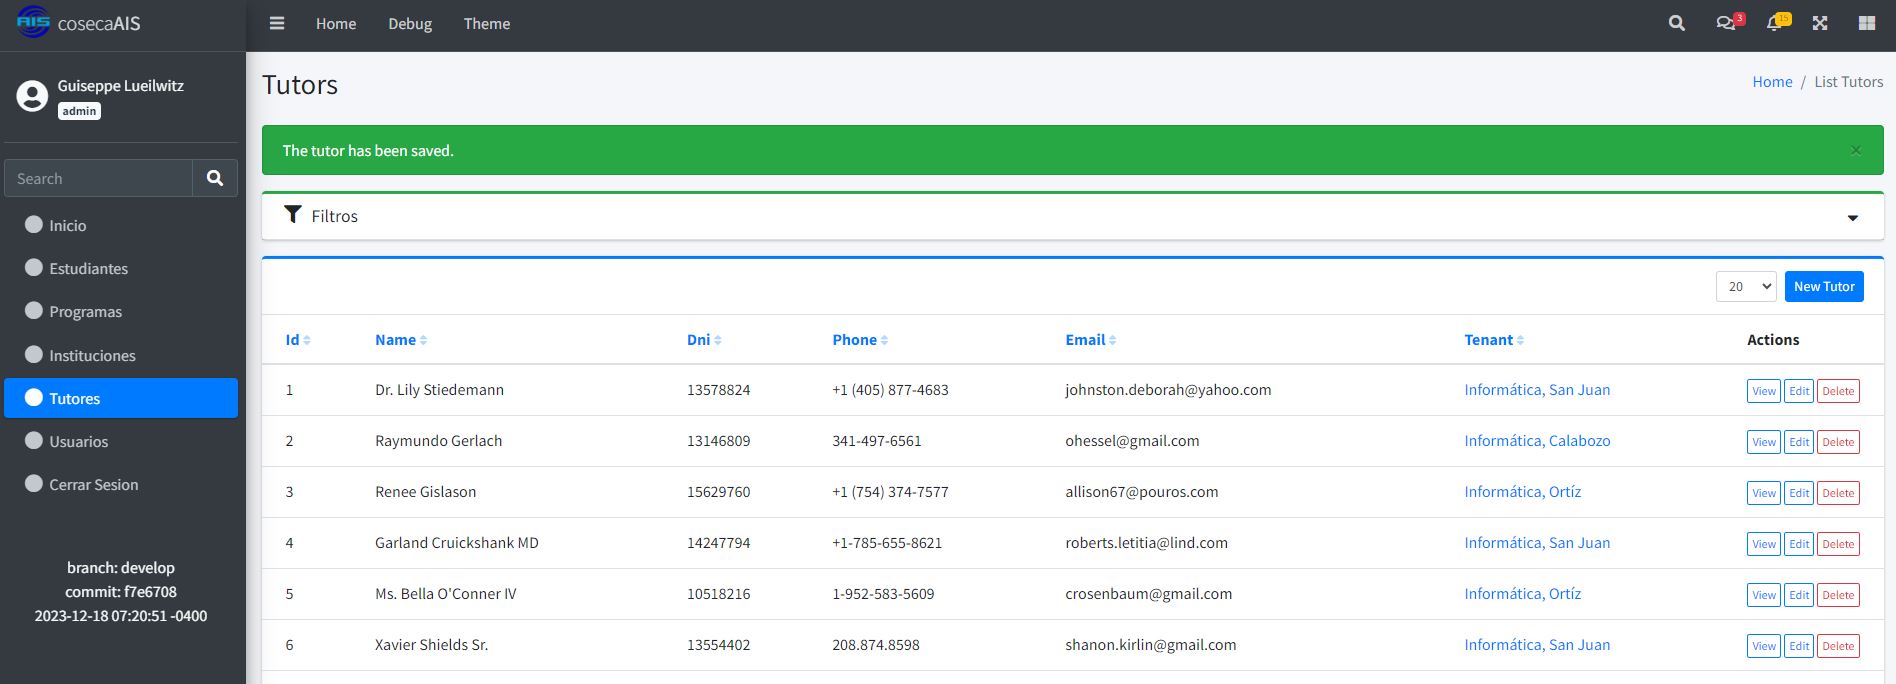 AIS cosecaAIS
Home Debug Theme
3
15
Guiseppe Lueilwitz
admin
Search
Inicio
Estudiantes
Programas
Instituciones
Tutores
Usuarios
Cerrar Sesion
branch: develop
commit: f7e6708
2023-12-18 07:20:51 -0400
Tutors
Home / List Tutors
The tutor has been saved. ×
Filtros
20 New Tutor
Id Name Dni Phone Email Tenant Actions
1 Dr. Lily Stiedemann 13578824 +1 (405) 877-4683 johnston.deborah@yahoo.com Informática, San Juan View Edit Delete
2 Raymundo Gerlach 13146809 341-497-6561 ohessel@gmail.com Informática, Calabozo View Edit Delete
3 Renee Gislason 15629760 +1 (754) 374-7577 allison67@pouros.com Informática, Ortíz View Edit Delete
4 Garland Cruickshank MD 14247794 +1-785-655-8621 roberts.letitia@lind.com Informática, San Juan View Edit Delete
5 Ms. Bella O'Conner IV 10518216 1-952-583-5609 crosenbaum@gmail.com Informática, Ortíz View Edit Delete
6 Xavier Shields Sr. 13554402 208.874.8598 shanon.kirlin@gmail.com Informática, San Juan View Edit Delete